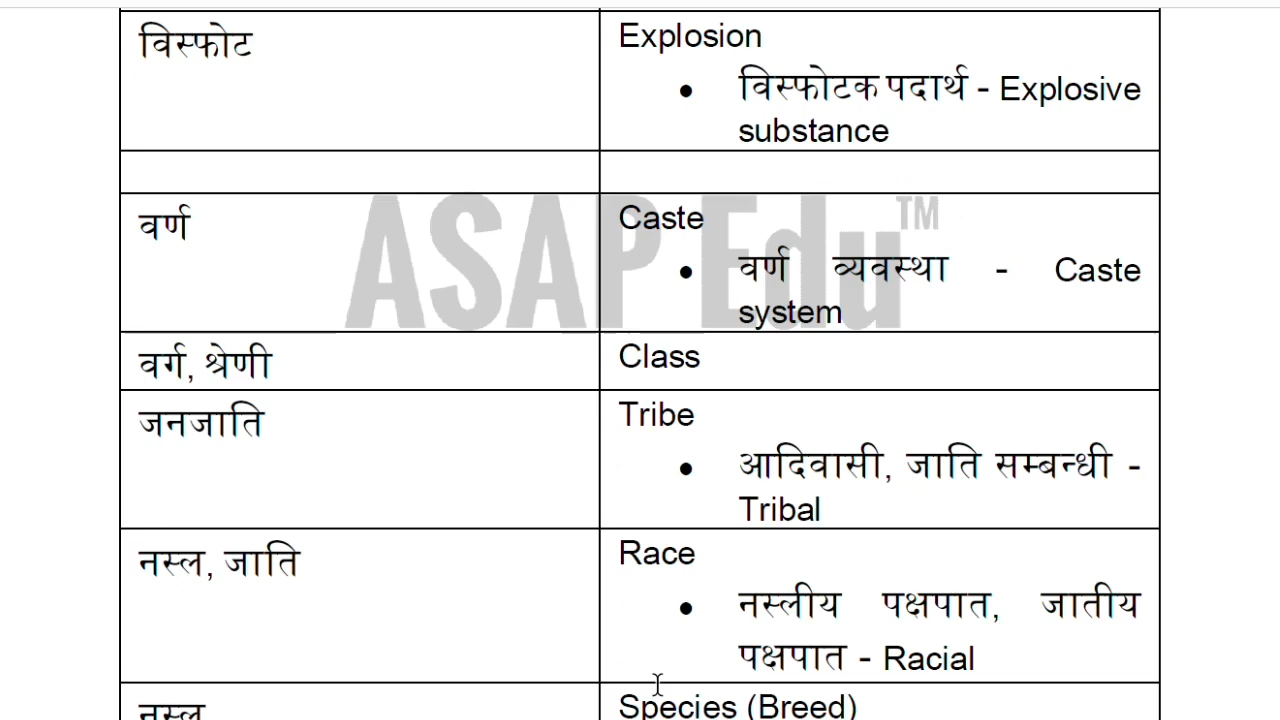 विस्फोट
Explosion
• विस्फोटक पदार्थ - Explosive
substance
ASAP Edu™
वर्ण
Caste
• वर्ण व्यवस्था - Caste
system
वर्ग, श्रेणी
Class
जनजाति
Tribe
• आदिवासी, जाति सम्बन्धी -
Tribal
नस्ल, जाति
Race
• नस्लीय पक्षपात, जातीय
पक्षपात - Racial
नस्ल
Species (Breed)